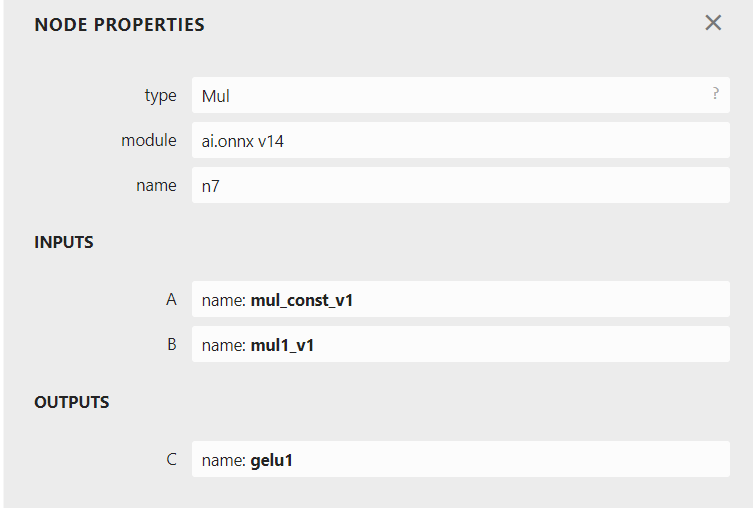 NODE PROPERTIES
type Mul ?
module ai.onnx v14
name n7
INPUTS
A name: mul_const_v1
B name: mul1_v1
OUTPUTS
C name: gelu1